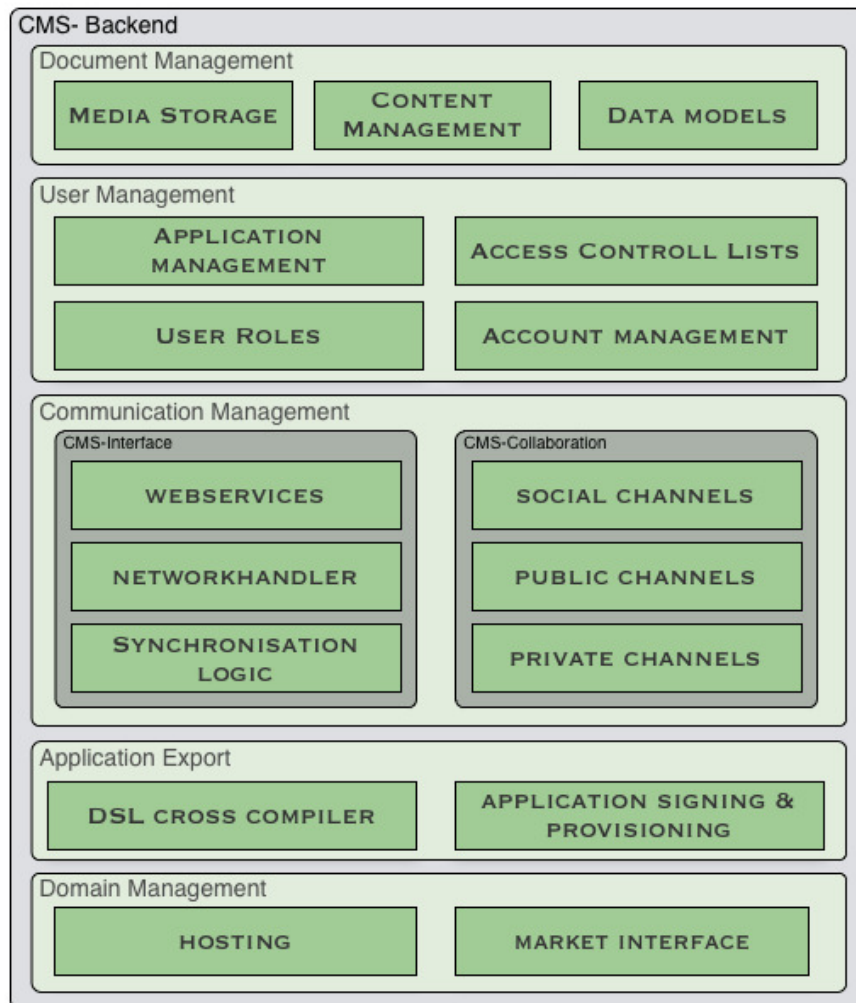 CMS- Backend
Document Management
MEDIA STORAGE
CONTENT
MANAGEMENT
DATA MODELS
User Management
APPLICATION
MANAGEMENT
ACCESS CONTROLL LISTS
USER ROLES
ACCOUNT MANAGEMENT
Communication Management
CMS-Interface
WEBSERVICES
NETWORKHANDLER
SYNCHRONISATION
LOGIC
CMS-Collaboration
SOCIAL CHANNELS
PUBLIC CHANNELS
PRIVATE CHANNELS
Application Export
DSL CROSS COMPILER
APPLICATION SIGNING &
PROVISIONING
Domain Management
HOSTING
MARKET INTERFACE